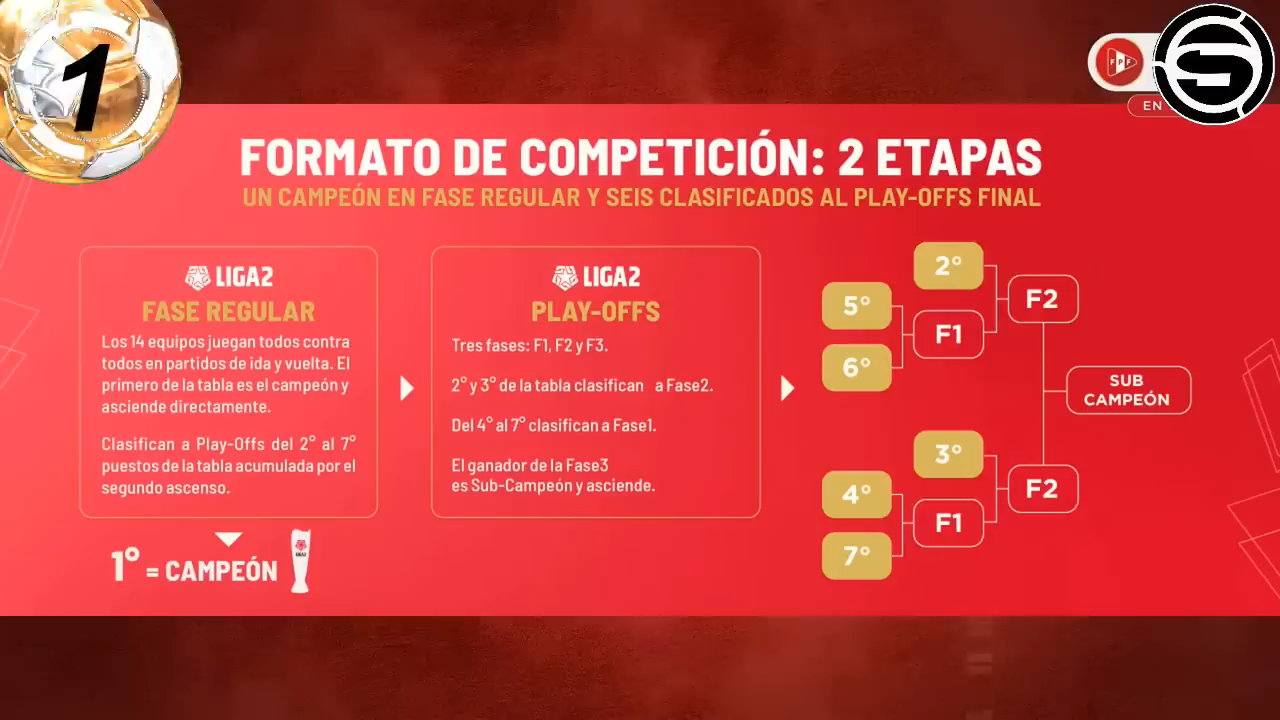 1
FPF
EN
FORMATO DE COMPETICIÓN: 2 ETAPAS
UN CAMPEÓN EN FASE REGULAR Y SEIS CLASIFICADOS AL PLAY-OFFS FINAL
LIGA2
FASE REGULAR
Los 14 equipos juegan todos contra
todos en partidos de ida y vuelta. El
primero de la tabla es el campeón y
asciende directamente.
Clasifican a Play-Offs del 2° al 7°
puestos de la tabla acumulada por el
segundo ascenso.
1° = CAMPEÓN
LIGA2
PLAY-OFFS
Tres fases: F1, F2 y F3.
2° y 3° de la tabla clasifican a Fase2.
Del 4° al 7° clasifican a Fase1.
El ganador de la Fase3
es Sub-Campeón y asciende.
2°
5°
F2
F1
6°
SUB
CAMPEÓN
3°
4°
F2
F1
7°